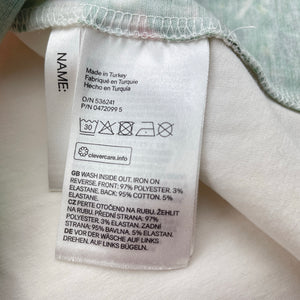 NAME:
Made in Turkey
Fabriqué en Turquie
Hecho en Turquía
O/N 536241
P/N 0472099 5
30
clevercare.info
GB WASH INSIDE OUT. IRON ON
REVERSE. FRONT: 97% POLYESTER. 3%
ELASTANE. BACK: 95% COTTON. 5%
ELASTANE.
CZ PERTE OTOČENO NA RUBU. ŽEHLIT
NA RUBU. PŘEDNÍ STRANA: 97%
POLYESTER. 3% ELASTAN. ZADNÍ
STRANA: 95% BAVLNA. 5% ELASTAN.
DE VOR DER WÄSCHE AUF LINKS
DREHEN. AUF LINKS BÜGELN.